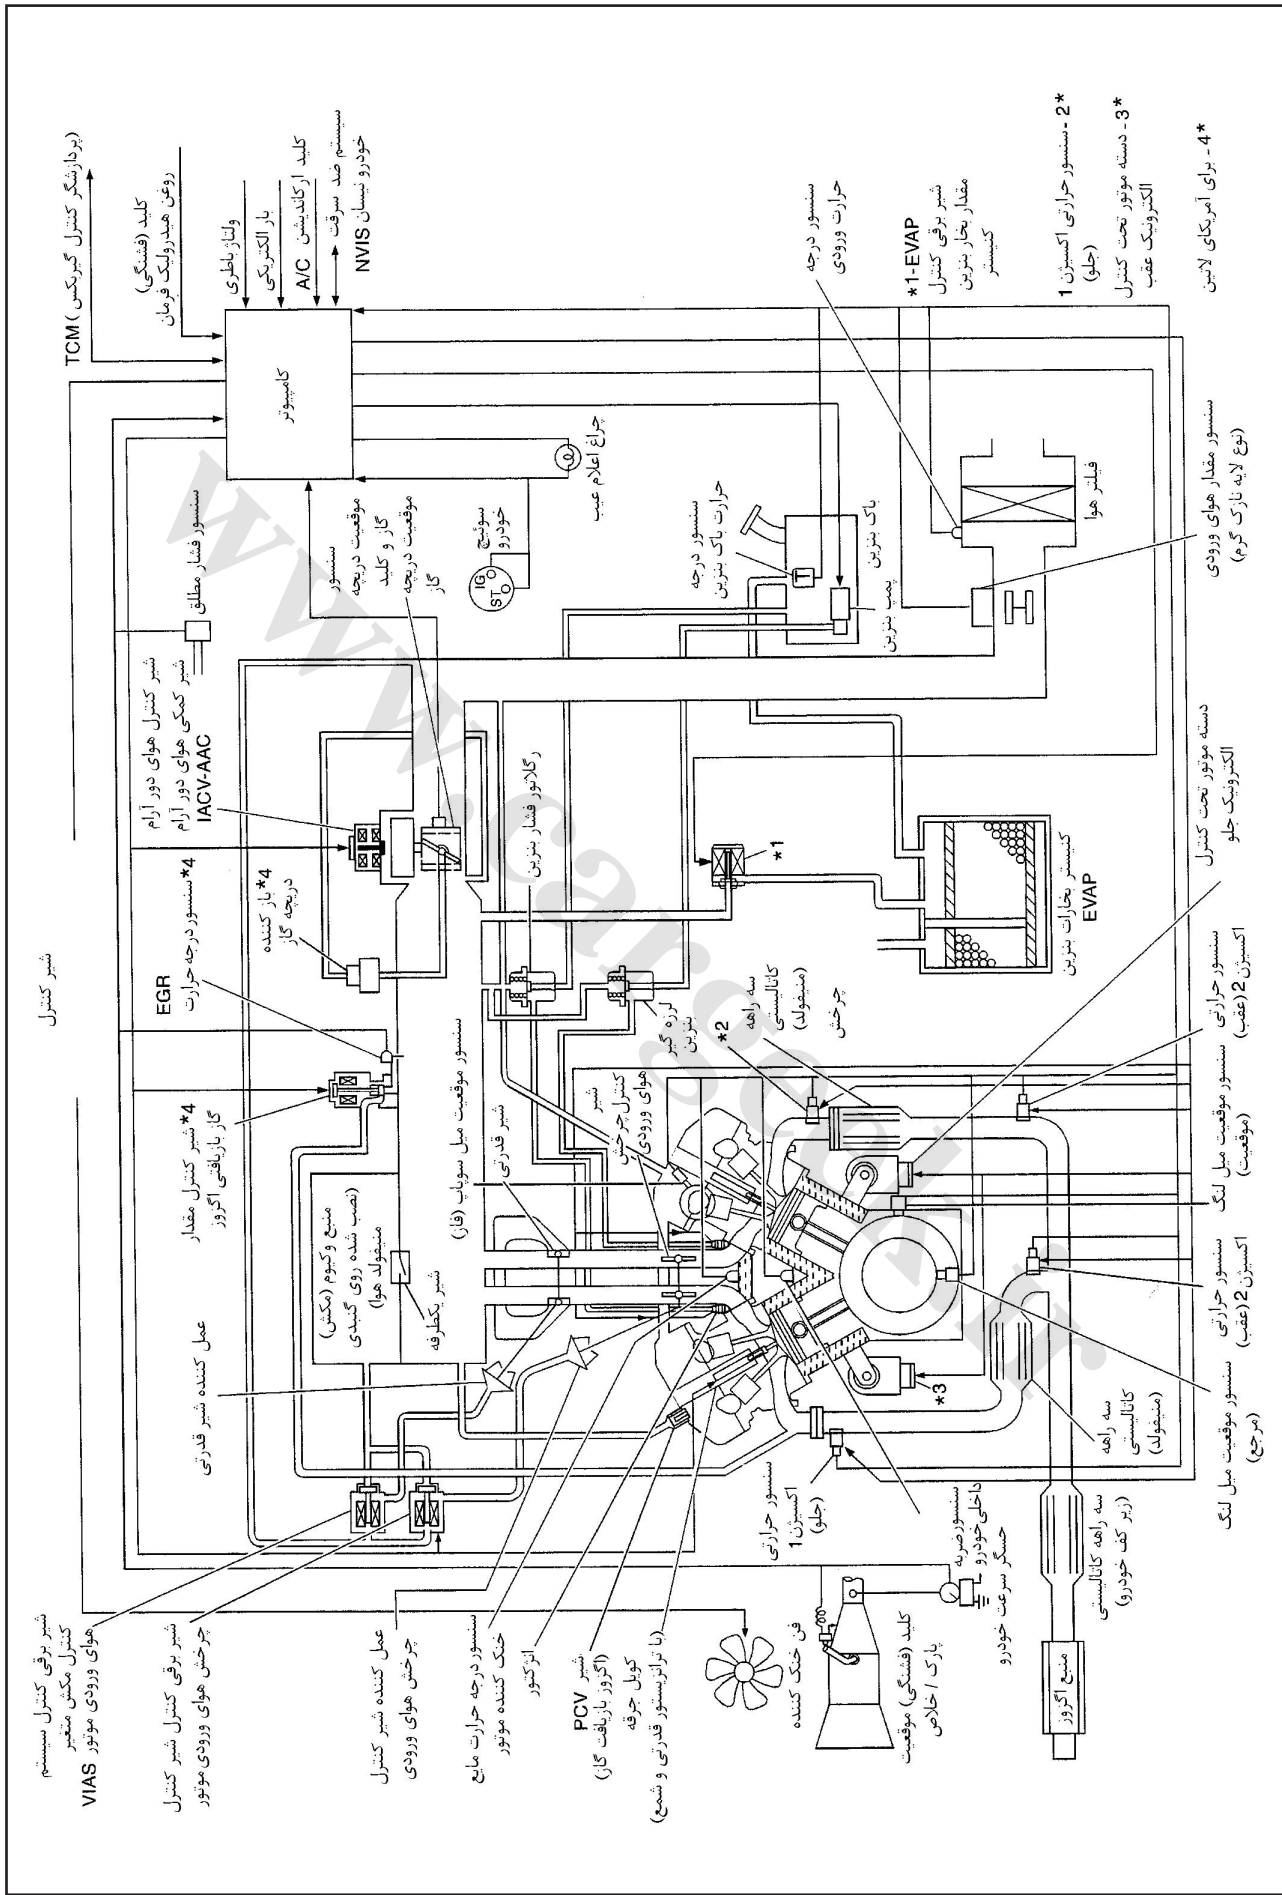 TCM (پردازشگر کنترل گیربکس)
کلید (فشنگی)
روغن هیدرولیک فرمان
ولتاژ باطری
بار الکتریکی
کلید ارکاندیشن A/C
سیستم ضد سرقت
خودرو نیسان NVIS
کامپیوتر
چراغ اعلام عیب
سوئیچ
خودرو
IG
ST
سنسور
موقعیت دریچه
گاز و کلید
موقعیت دریچه
گاز
سنسور فشار مطلق
شیر کنترل هوای دور آرام
شیر کمکی هوای دور آرام
IACV-AAC
*4 سنسور درجه حرارت
EGR
*4 باز کننده
دریچه گاز
شیر کنترل
*4 شیر کنترل مقدار
گاز بازیافتی اگزوز
منبع وکیوم (مکش)
(نصب شده روی گنبدی
منیفولد هوا)
شیر یکطرفه
عمل کننده شیر قدرتی
شیر برقی کنترل سیستم
کنترل مکش متغیر
هوای ورودی موتور VIAS
شیر برقی کنترل شیر کنترل
چرخش هوای ورودی موتور
سنسور درجه
حرارت ورودی
*1-EVAP
شیر برقی کنترل
مقدار بخار بنزین
کنیستر
*2 - سنسور حرارتی اکسیژن 1
(جلو)
*3 - دسته موتور تحت کنترل
الکترونیک عقب
*4 - برای آمریکای لاتین
سنسور درجه
حرارت باک بنزین
T
باک بنزین
پمپ بنزین
فیلتر هوا
سنسور مقدار هوای ورودی
(نوع لایه نازک گرم)
رگلاتور فشار بنزین
*1
کنیستر بخارات بنزین
EVAP
دسته موتور تحت کنترل
الکترونیک جلو
سنسور موقعیت میل سوپاپ (فاز)
شیر قدرتی
شیر
کنترل چرخش
هوای ورودی
لرزه گیر
بنزین
*2
سه راهه
کاتالیستی
(منیفولد)
چرخش
سنسور حرارتی
اکسیژن 2 (عقب)
سنسور موقعیت میل لنگ
(موقعیت)
سنسور حرارتی
اکسیژن 2 (عقب)
سنسور موقعیت میل لنگ
(مرجع)
*3
سه راهه
کاتالیستی
(منیفولد)
سنسور حرارتی
اکسیژن 1
(جلو)
سنسور ضربه
داخلی خودرو
حسگر سرعت خودرو
سه راهه کاتالیستی
(زیر کف خودرو)
منبع اگزوز
عمل کننده شیر کنترل
چرخش هوای ورودی
سنسور درجه حرارت مایع
خنک کننده موتور
انژکتور
شیر PCV
(اگزوز بازیافت گاز)
کویل جرقه
(با ترانزیستور قدرتی و شمع)
فن خنک کننده
کلید (فشنگی) موقعیت
پارک / خلاص
www.cargeek.ir